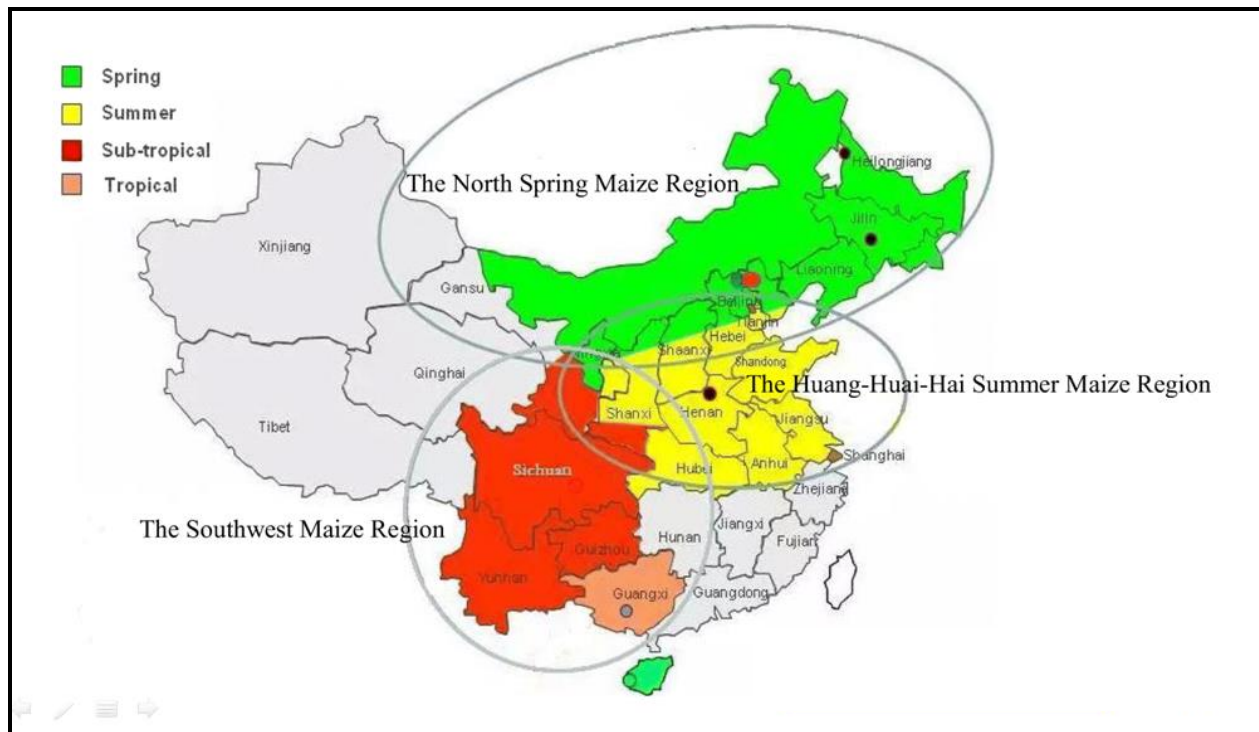 Spring
Summer
Sub-tropical
Tropical
The North Spring Maize Region
Heilongjiang
Jilin
Liaoning
Xinjiang
Gansu
Tianjin
Hebei
Shaanxi
Shandong
Qinghai
The Huang-Huai-Hai Summer Maize Region
Shanxi
Henan
Jiangsu
Tibet
Shanghai
Sichuan
Hubei
Anhui
Zhejiang
The Southwest Maize Region
Hunan
Jiangxi
Fujian
Guizhou
Yunnan
Guangxi
Guangdong